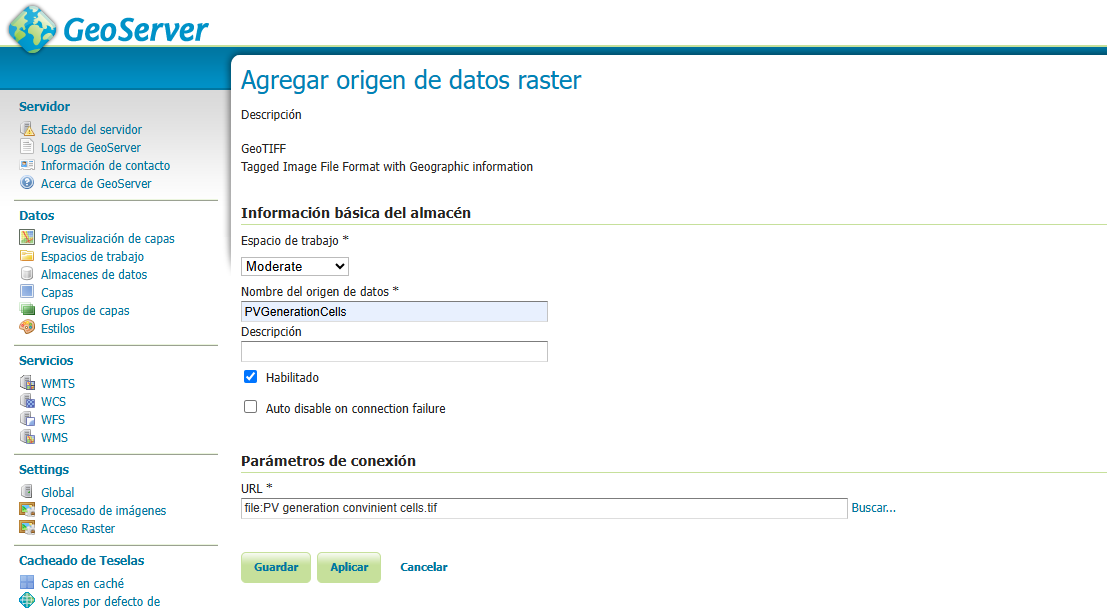 GeoServer
Servidor
Estado del servidor
Logs de GeoServer
Información de contacto
Acerca de GeoServer
Datos
Previsualización de capas
Espacios de trabajo
Almacenes de datos
Capas
Grupos de capas
Estilos
Servicios
WMTS
WCS
WFS
WMS
Settings
Global
Procesado de imágenes
Acceso Raster
Cacheado de Teselas
Capas en caché
Valores por defecto de
Agregar origen de datos raster
Descripción
GeoTIFF
Tagged Image File Format with Geographic information
Información básica del almacén
Espacio de trabajo *
Moderate
Nombre del origen de datos *
PVGenerationCells
Descripción
Habilitado
Auto disable on connection failure
Parámetros de conexión
URL *
file:PV generation convinient cells.tif Buscar...
Guardar Aplicar Cancelar